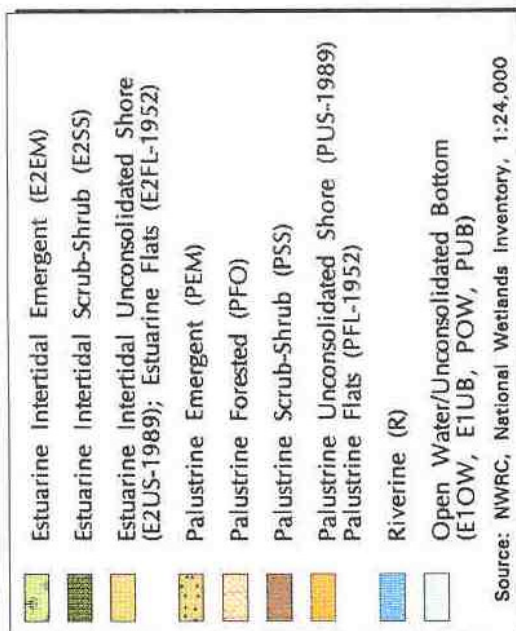 Estuarine Intertidal Emergent (E2EM)
Estuarine Intertidal Scrub-Shrub (E2SS)
Estuarine Intertidal Unconsolidated Shore
(E2US-1989); Estuarine Flats (E2FL-1952)
Palustrine Emergent (PEM)
Palustrine Forested (PFO)
Palustrine Scrub-Shrub (PSS)
Palustrine Unconsolidated Shore (PUS-1989)
Palustrine Flats (PFL-1952)
Riverine (R)
Open Water/Unconsolidated Bottom
(E1OW, E1UB, POW, PUB)
Source: NWRC, National Wetlands Inventory, 1:24,000